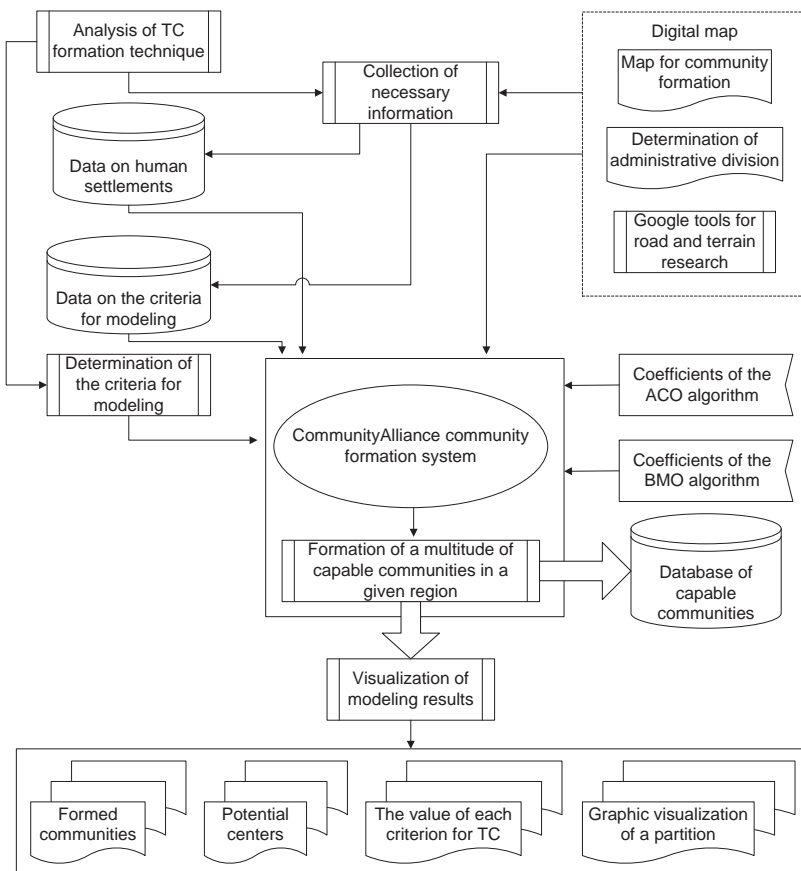 Analysis of TC
formation technique
Collection of
necessary
information
Digital map
Map for community
formation
Determination of
administrative division
Google tools for
road and terrain
research
Data on human
settlements
Data on the criteria
for modeling
Determination of
the criteria for
modeling
CommunityAlliance community
formation system
Coefficients of the
ACO algorithm
Coefficients of the
BMO algorithm
Formation of a multitude of
capable communities in a
given region
Database of
capable
communities
Visualization of
modeling results
Formed
communities
Potential
centers
The value of each
criterion for TC
Graphic visualization
of a partition